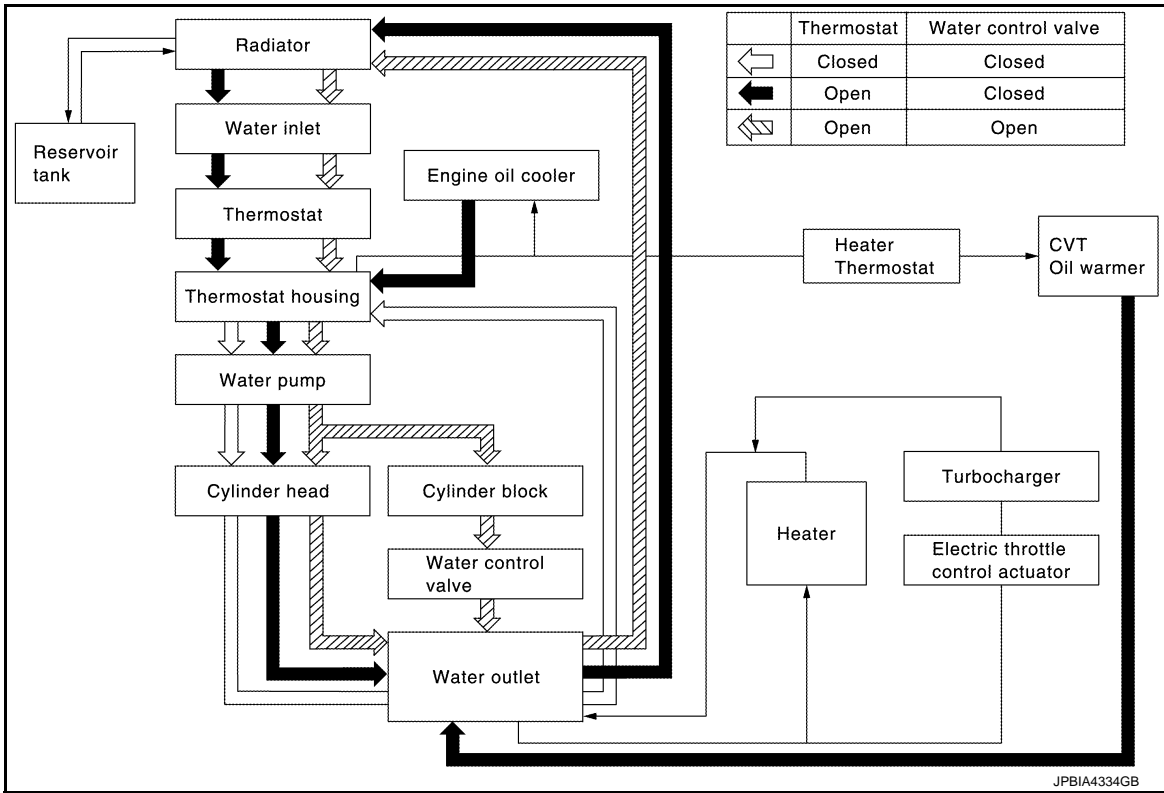 Radiator
Thermostat
Water control valve
Closed
Closed
Open
Closed
Open
Open
Water inlet
Reservoir
tank
Engine oil cooler
Thermostat
Heater
Thermostat
CVT
Oil warmer
Thermostat housing
Water pump
Cylinder head
Cylinder block
Turbocharger
Heater
Water control
valve
Electric throttle
control actuator
Water outlet
JPBIA4334GB